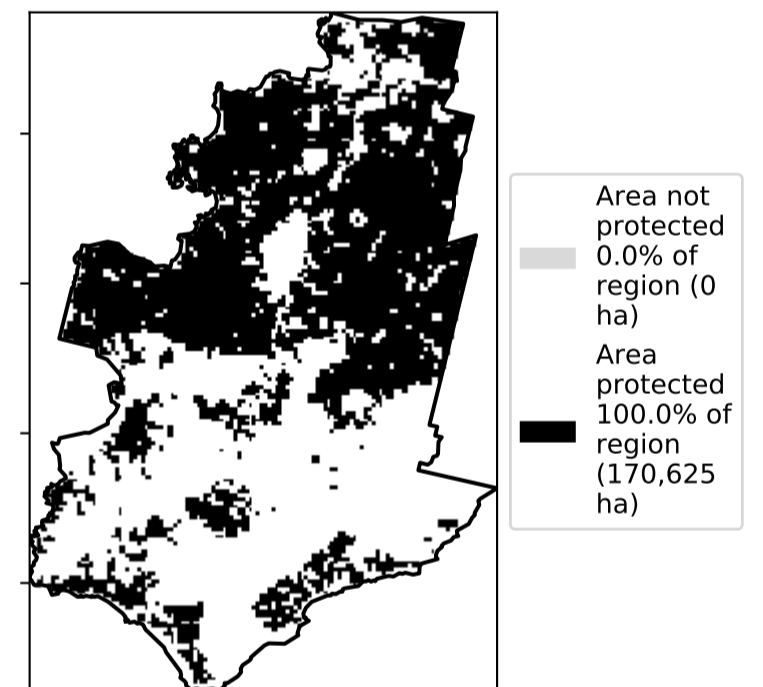 Area not
protected
0.0% of
region (0
ha)
Area
protected
100.0% of
region
(170,625
ha)